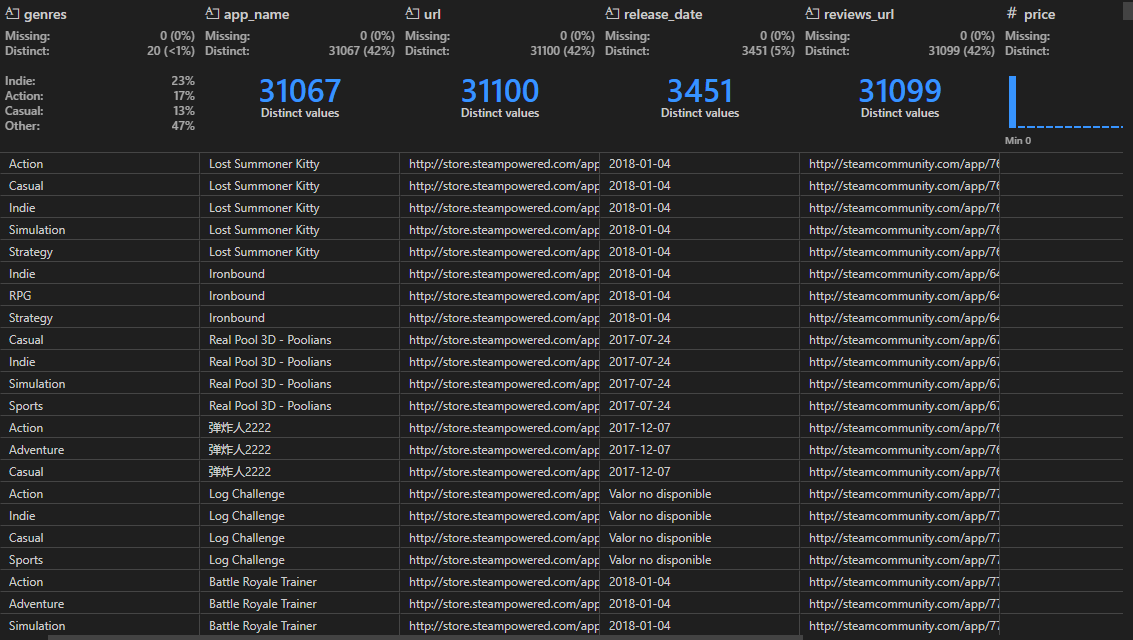 genres app_name url release_date reviews_url # price
Missing: 0 (0%) Missing: 0 (0%) Missing: 0 (0%) Missing: 0 (0%) Missing: 0 (0%) Missing:
Distinct: 20 (<1%) Distinct: 31067 (42%) Distinct: 31100 (42%) Distinct: 3451 (5%) Distinct: 31099 (42%) Distinct:
Indie: 23% 31067 31100 3451 31099
Action: 17%
Casual: 13% Distinct values Distinct values Distinct values Distinct values
Other: 47%
Min 0
Action Lost Summoner Kitty http://store.steampowered.com/app 2018-01-04 http://steamcommunity.com/app/76
Casual Lost Summoner Kitty http://store.steampowered.com/app 2018-01-04 http://steamcommunity.com/app/76
Indie Lost Summoner Kitty http://store.steampowered.com/app 2018-01-04 http://steamcommunity.com/app/76
Simulation Lost Summoner Kitty http://store.steampowered.com/app 2018-01-04 http://steamcommunity.com/app/76
Strategy Lost Summoner Kitty http://store.steampowered.com/app 2018-01-04 http://steamcommunity.com/app/76
Indie Ironbound http://store.steampowered.com/app 2018-01-04 http://steamcommunity.com/app/64
RPG Ironbound http://store.steampowered.com/app 2018-01-04 http://steamcommunity.com/app/64
Strategy Ironbound http://store.steampowered.com/app 2018-01-04 http://steamcommunity.com/app/64
Casual Real Pool 3D - Poolians http://store.steampowered.com/app 2017-07-24 http://steamcommunity.com/app/67
Indie Real Pool 3D - Poolians http://store.steampowered.com/app 2017-07-24 http://steamcommunity.com/app/67
Simulation Real Pool 3D - Poolians http://store.steampowered.com/app 2017-07-24 http://steamcommunity.com/app/67
Sports Real Pool 3D - Poolians http://store.steampowered.com/app 2017-07-24 http://steamcommunity.com/app/67
Action 弹炸人2222 http://store.steampowered.com/app 2017-12-07 http://steamcommunity.com/app/76
Adventure 弹炸人2222 http://store.steampowered.com/app 2017-12-07 http://steamcommunity.com/app/76
Casual 弹炸人2222 http://store.steampowered.com/app 2017-12-07 http://steamcommunity.com/app/76
Action Log Challenge http://store.steampowered.com/app Valor no disponible http://steamcommunity.com/app/77
Indie Log Challenge http://store.steampowered.com/app Valor no disponible http://steamcommunity.com/app/77
Casual Log Challenge http://store.steampowered.com/app Valor no disponible http://steamcommunity.com/app/77
Sports Log Challenge http://store.steampowered.com/app Valor no disponible http://steamcommunity.com/app/77
Action Battle Royale Trainer http://store.steampowered.com/app 2018-01-04 http://steamcommunity.com/app/77
Adventure Battle Royale Trainer http://store.steampowered.com/app 2018-01-04 http://steamcommunity.com/app/77
Simulation Battle Royale Trainer http://store.steampowered.com/app 2018-01-04 http://steamcommunity.com/app/77